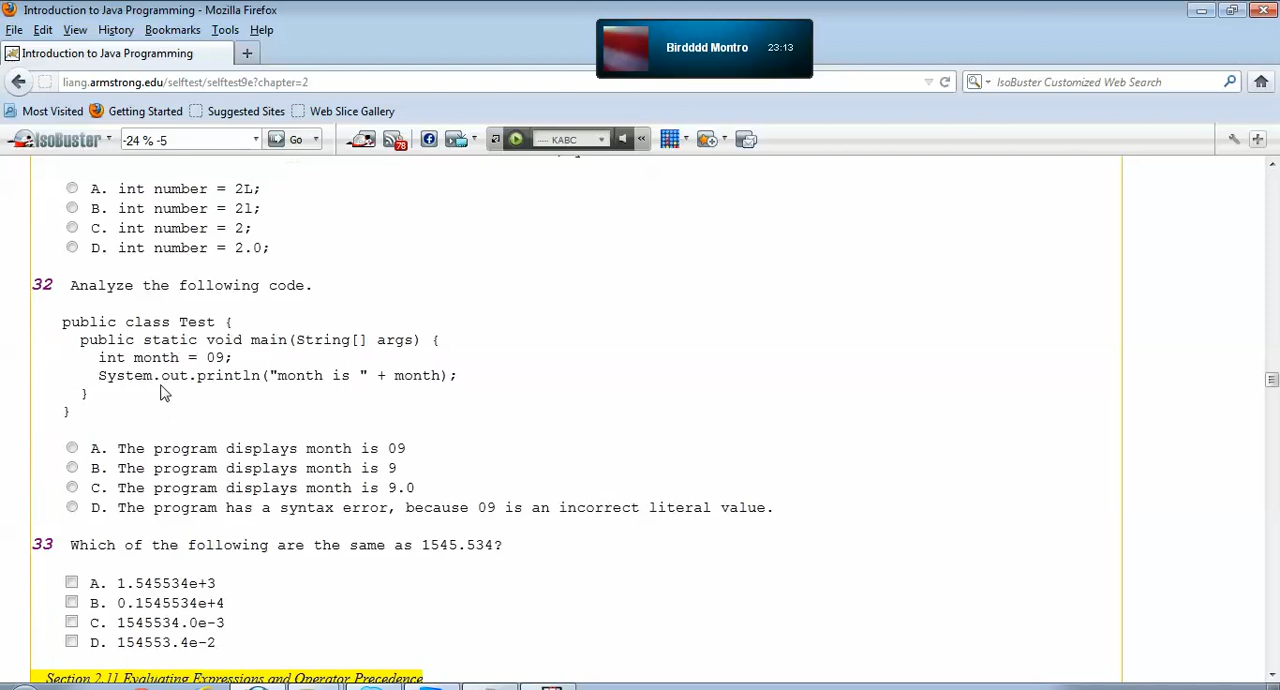 Introduction to Java Programming - Mozilla Firefox
File Edit View History Bookmarks Tools Help
Birdddd Montro 23:13
Introduction to Java Programming
liang.armstrong.edu/selftest/selftest9e?chapter=2
IsoBuster Customized Web Search
Most Visited Getting Started Suggested Sites Web Slice Gallery
IsoBuster -24 % -5 Go 78 KABC
A. int number = 2L;
B. int number = 2l;
C. int number = 2;
D. int number = 2.0;
32 Analyze the following code.
public class Test {
public static void main(String[] args) {
int month = 09;
System.out.println("month is " + month);
}
}
A. The program displays month is 09
B. The program displays month is 9
C. The program displays month is 9.0
D. The program has a syntax error, because 09 is an incorrect literal value.
33 Which of the following are the same as 1545.534?
A. 1.545534e+3
B. 0.1545534e+4
C. 1545534.0e-3
D. 154553.4e-2
Section 2.11 Evaluating Expressions and Operator Precedence